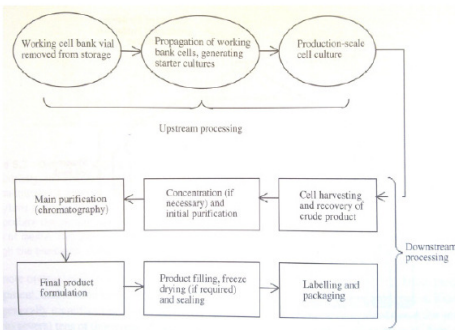 Working cell bank vial
removed from storage
Propagation of working
bank cells, generating
starter cultures
Production-scale
cell culture
Upstream processing
Main purification
(chromatography)
Concentration (if
necessary) and
initial purification
Cell harvesting
and recovery of
crude product
Downstream
processing
Final product
formulation
Product filling, freeze
drying (if required)
and sealing
Labelling and
packaging